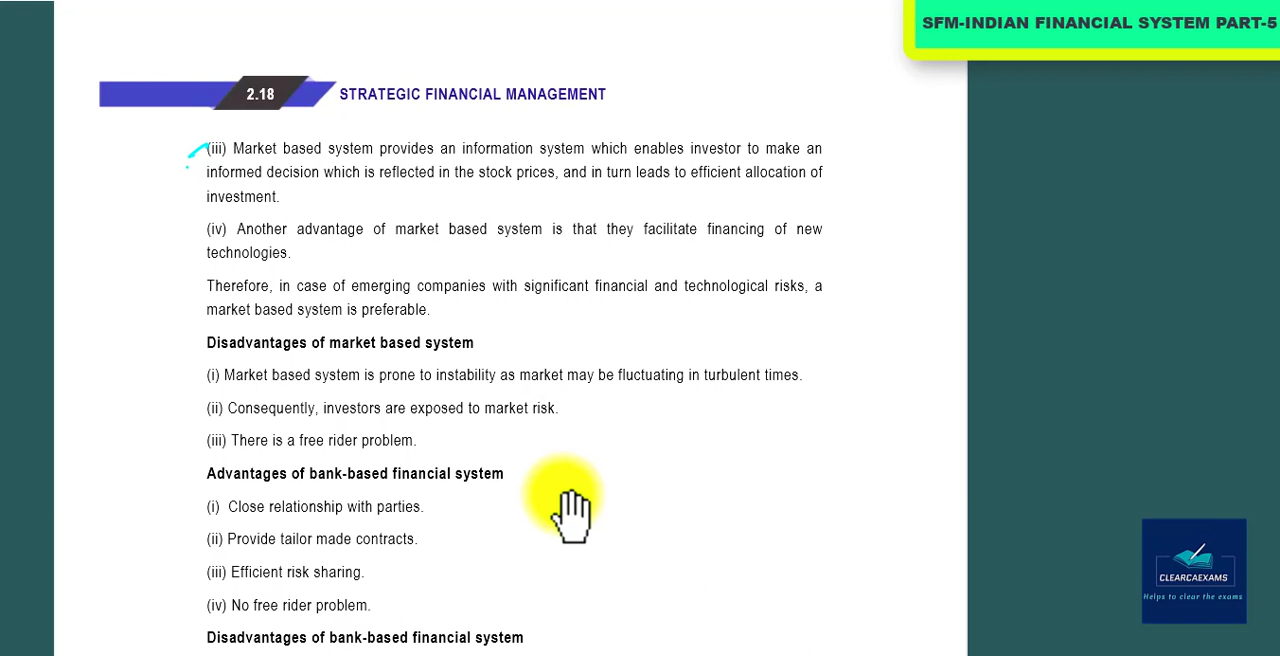 SFM-INDIAN FINANCIAL SYSTEM PART-5
2.18 STRATEGIC FINANCIAL MANAGEMENT
(iii) Market based system provides an information system which enables investor to make an
informed decision which is reflected in the stock prices, and in turn leads to efficient allocation of
investment.
(iv) Another advantage of market based system is that they facilitate financing of new
technologies.
Therefore, in case of emerging companies with significant financial and technological risks, a
market based system is preferable.
Disadvantages of market based system
(i) Market based system is prone to instability as market may be fluctuating in turbulent times.
(ii) Consequently, investors are exposed to market risk.
(iii) There is a free rider problem.
Advantages of bank-based financial system
(i) Close relationship with parties.
(ii) Provide tailor made contracts.
(iii) Efficient risk sharing.
(iv) No free rider problem.
Disadvantages of bank-based financial system
CLEARCAEXAMS
Helps to clear the exams